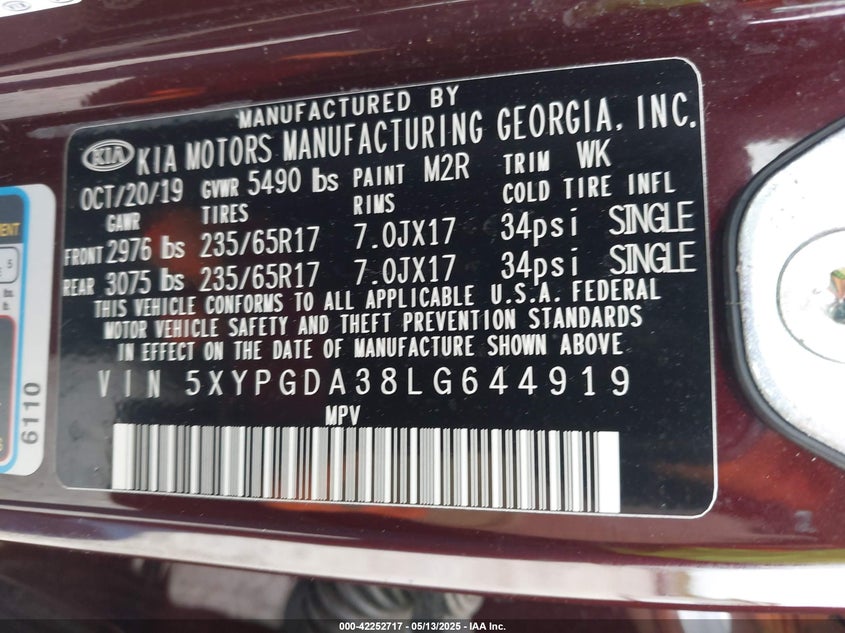 MANUFACTURED BY
KIA KIA MOTORS MANUFACTURING GEORGIA, INC.
OCT/20/19 GVWR 5490 lbs PAINT M2R TRIM WK
GAWR TIRES RIMS COLD TIRE INFL
FRONT 2976 lbs 235/65R17 7.0JX17 34psi SINGLE
REAR 3075 lbs 235/65R17 7.0JX17 34psi SINGLE
THIS VEHICLE CONFORMS TO ALL APPLICABLE U.S.A. FEDERAL
MOTOR VEHICLE SAFETY AND THEFT PREVENTION STANDARDS
IN EFFECT ON THE DATE OF MANUFACTURE SHOWN ABOVE
VIN 5XYPGDA38LG644919
MPV
6110
5
000-42252717 - 05/13/2025 - IAA Inc.